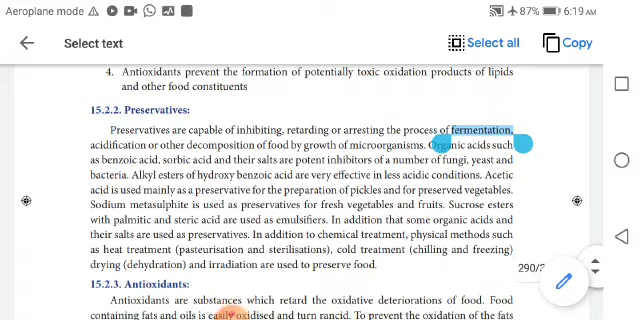 Aeroplane mode 87% 6:19 AM
Select text Select all Copy
4. Antioxidants prevent the formation of potentially toxic oxidation products of lipids
and other food constituents
15.2.2. Preservatives:
Preservatives are capable of inhibiting, retarding or arresting the process of fermentation,
acidification or other decomposition of food by growth of microorganisms. Organic acids such
as benzoic acid, sorbic acid and their salts are potent inhibitors of a number of fungi, yeast and
bacteria. Alkyl esters of hydroxy benzoic acid are very effective in less acidic conditions. Acetic
acid is used mainly as a preservative for the preparation of pickles and for preserved vegetables.
Sodium metasulphite is used as preservatives for fresh vegetables and fruits. Sucrose esters
with palmitic and steric acid are used as emulsifiers. In addition that some organic acids and
their salts are used as preservatives. In addition to chemical treatment, physical methods such
as heat treatment (pasteurisation and sterilisations), cold treatment (chilling and freezing)
drying (dehydration) and irradiation are used to preserve food.
290/3
15.2.3. Antioxidants:
Antioxidants are substances which retard the oxidative deteriorations of food. Food
containing fats and oils is easily oxidised and turn rancid. To prevent the oxidation of the fats